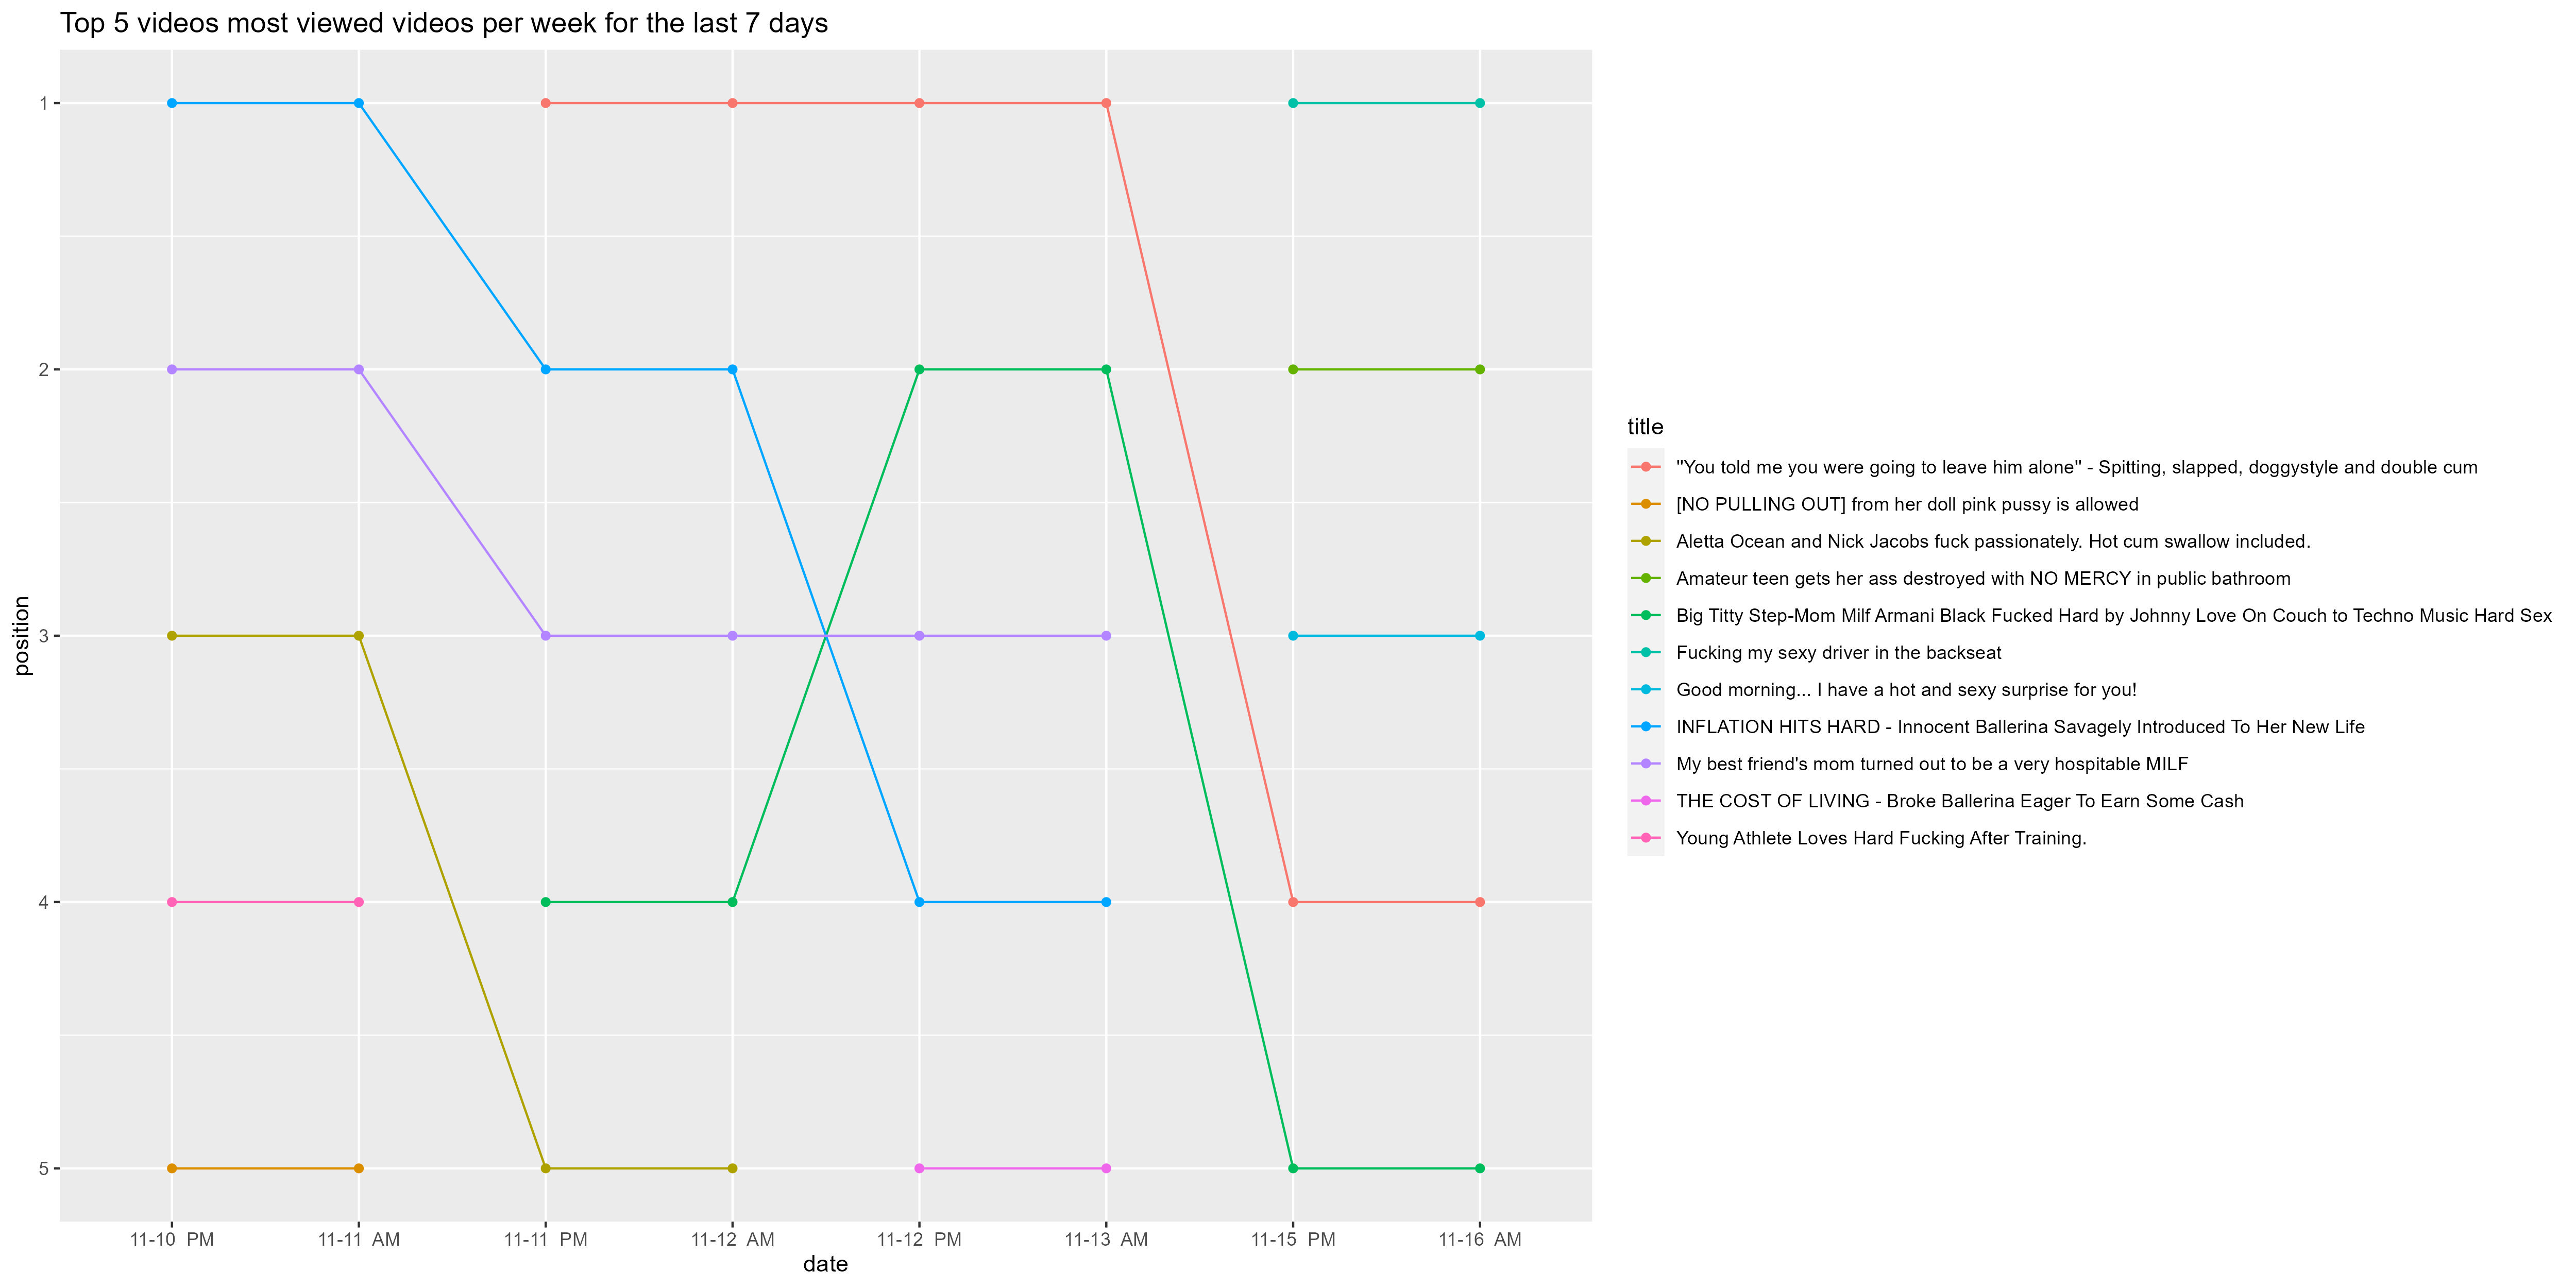 Top 5 videos most viewed videos per week for the last 7 days
1
2
3
4
5
position
11-10 PM
11-11 AM
11-11 PM
11-12 AM
11-12 PM
11-13 AM
11-15 PM
11-16 AM
date
title
"You told me you were going to leave him alone" - Spitting, slapped, doggystyle and double cum
[NO PULLING OUT] from her doll pink pussy is allowed
Aletta Ocean and Nick Jacobs fuck passionately. Hot cum swallow included.
Amateur teen gets her ass destroyed with NO MERCY in public bathroom
Big Titty Step-Mom Milf Armani Black Fucked Hard by Johnny Love On Couch to Techno Music Hard Sex
Fucking my sexy driver in the backseat
Good morning... I have a hot and sexy surprise for you!
INFLATION HITS HARD - Innocent Ballerina Savagely Introduced To Her New Life
My best friend's mom turned out to be a very hospitable MILF
THE COST OF LIVING - Broke Ballerina Eager To Earn Some Cash
Young Athlete Loves Hard Fucking After Training.